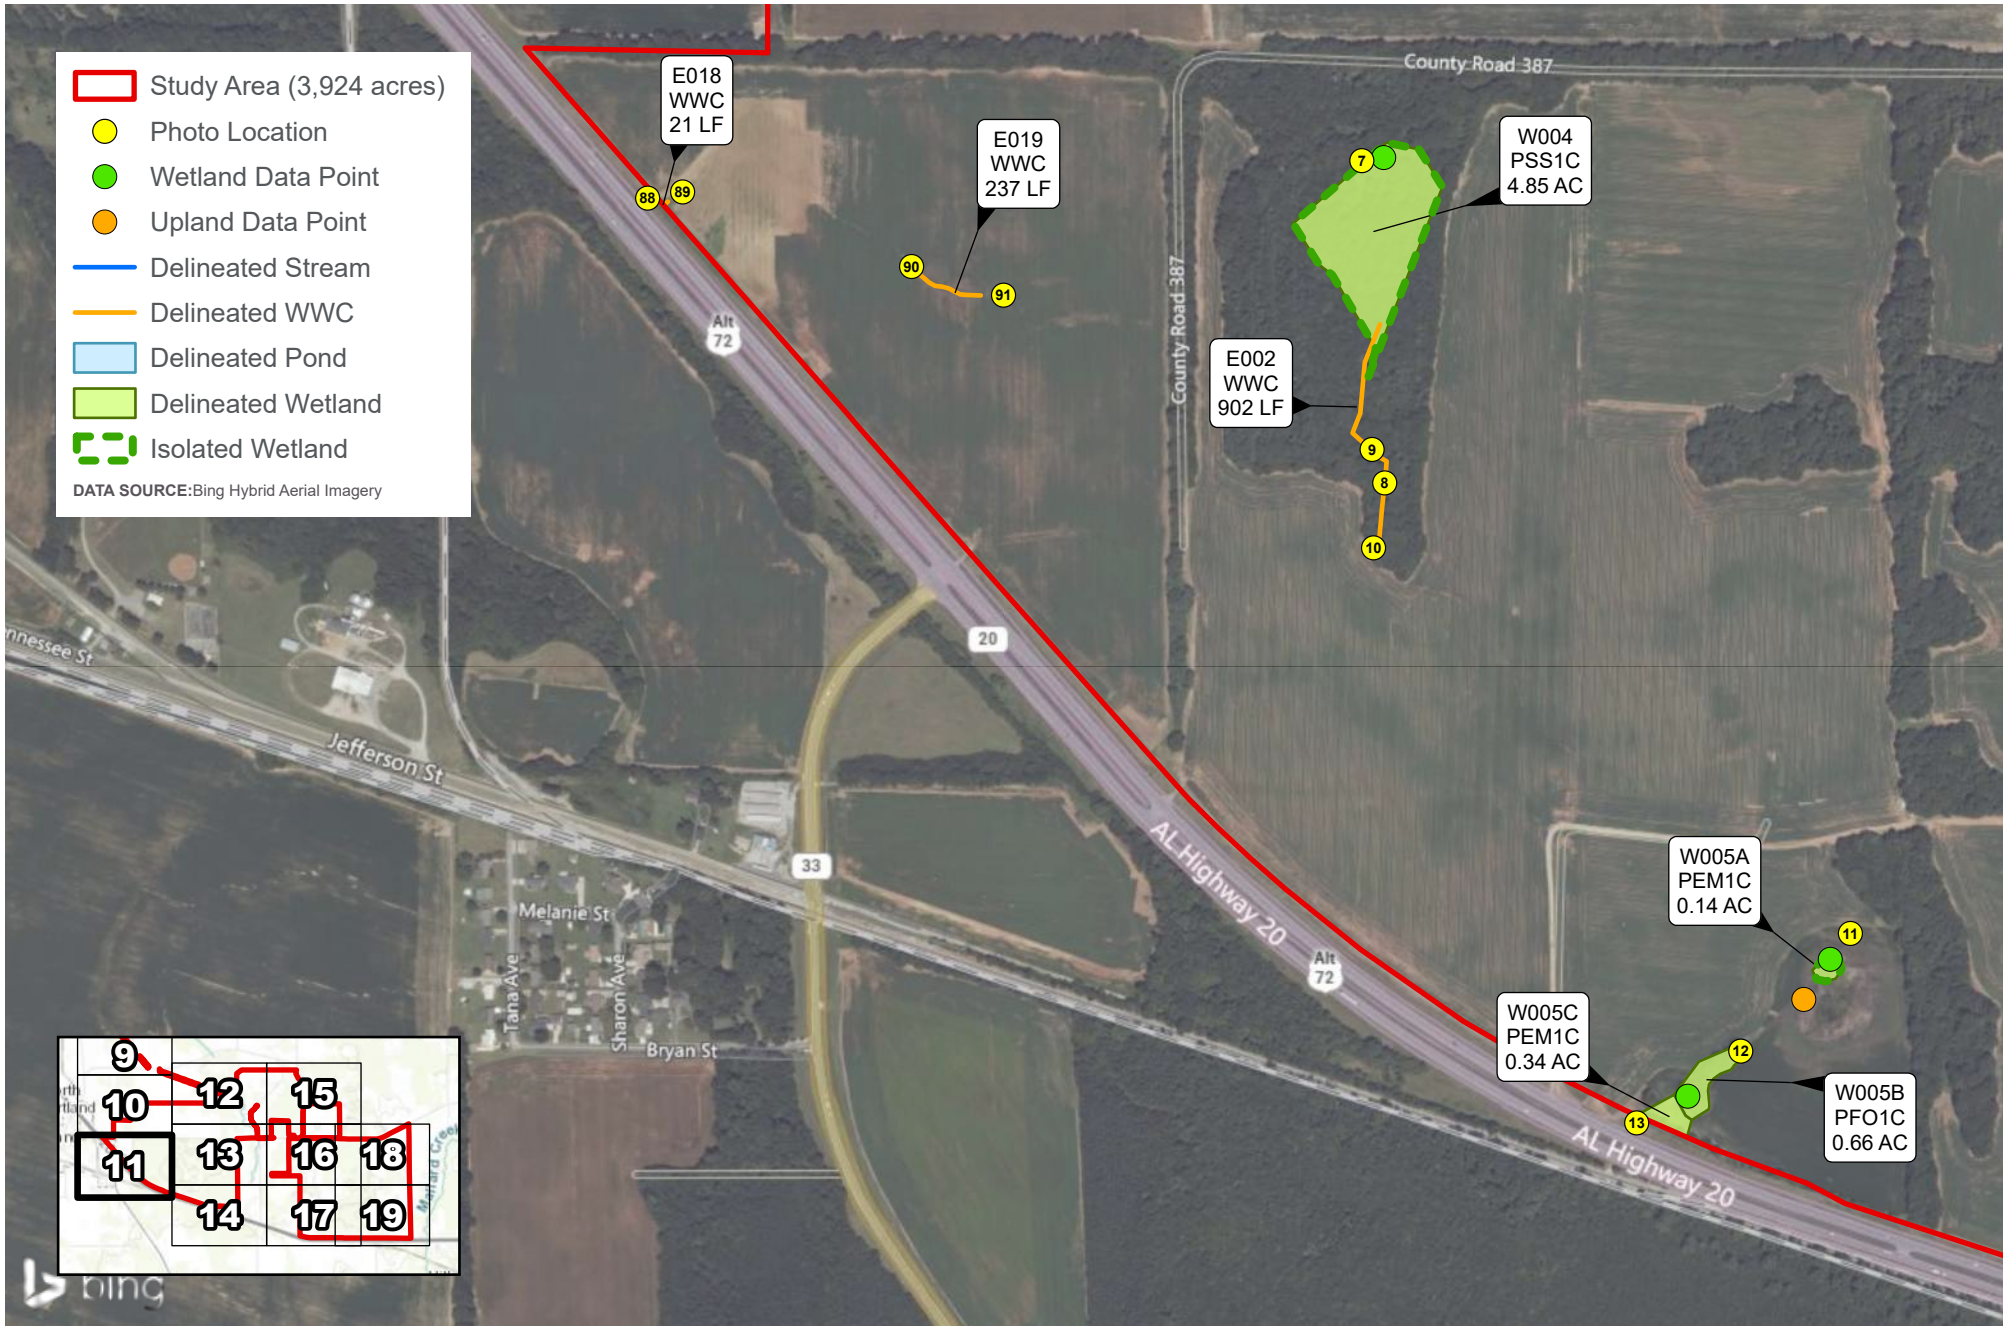 Study Area (3,924 acres)
Photo Location
Wetland Data Point
Upland Data Point
Delineated Stream
Delineated WWC
Delineated Pond
Delineated Wetland
Isolated Wetland
DATA SOURCE:Bing Hybrid Aerial Imagery
E018
WWC
21 LF
88
89
E019
WWC
237 LF
90
91
County Road 387
County Road 387
W004
PSS1C
4.85 AC
7
E002
WWC
902 LF
9
8
10
Alt
72
20
33
ennessee St
Jefferson St
Melanie St
Tana Ave
Sharon Ave
Bryan St
AL Highway 20
Alt
72
AL Highway 20
W005A
PEM1C
0.14 AC
11
W005C
PEM1C
0.34 AC
12
13
W005B
PFO1C
0.66 AC
9
10
11
12
13
14
15
16
17
18
19
bing